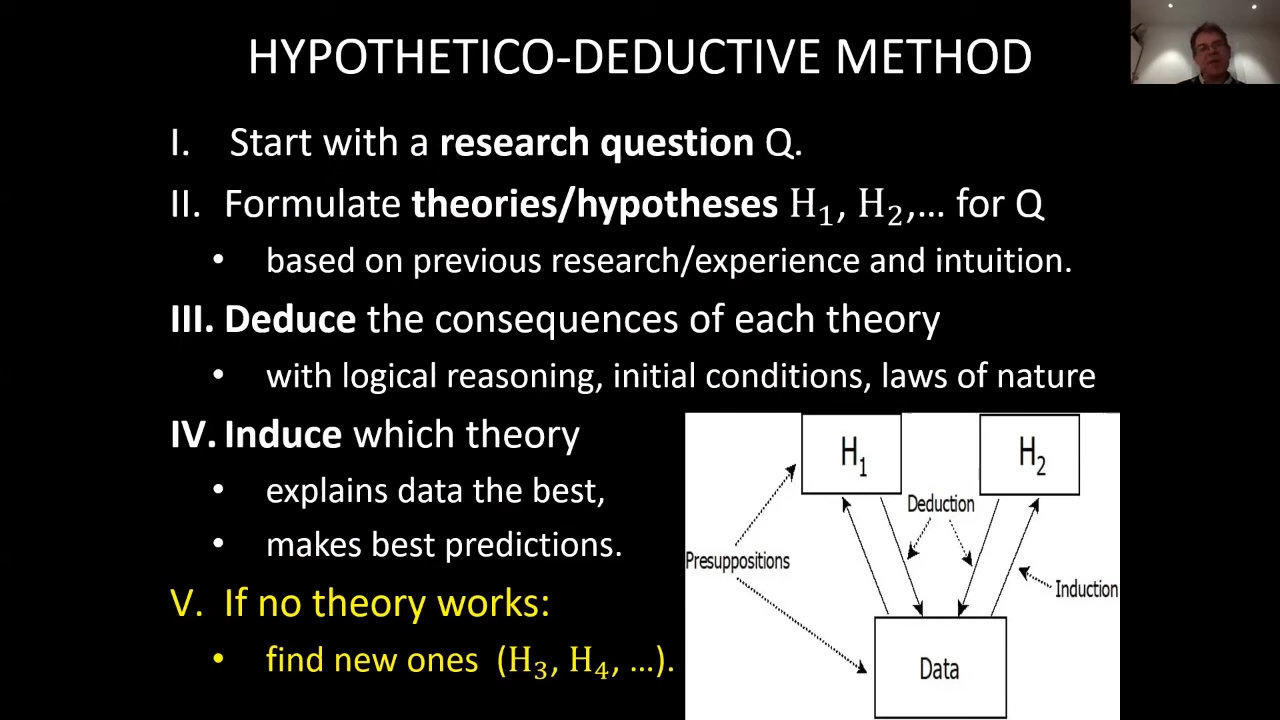 HYPOTHETICO-DEDUCTIVE METHOD
I. Start with a research question Q.
II. Formulate theories/hypotheses H₁, H₂,… for Q
• based on previous research/experience and intuition.
III. Deduce the consequences of each theory
• with logical reasoning, initial conditions, laws of nature
IV. Induce which theory
• explains data the best,
• makes best predictions.
V. If no theory works:
• find new ones (H₃, H₄, …).
H₁
H₂
Deduction
Presuppositions
Induction
Data